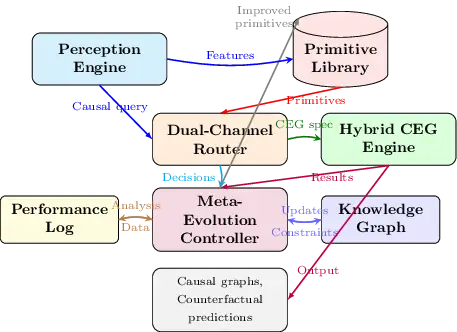 Improved
primitives
Perception
Engine
Features
Primitive
Library
Causal query
Primitives
Dual-Channel
Router
CEG spec
Hybrid CEG
Engine
Decisions
Results
Performance
Log
Analysis
Data
Meta-
Evolution
Controller
Updates
Constraints
Knowledge
Graph
Output
Causal graphs,
Counterfactual
predictions